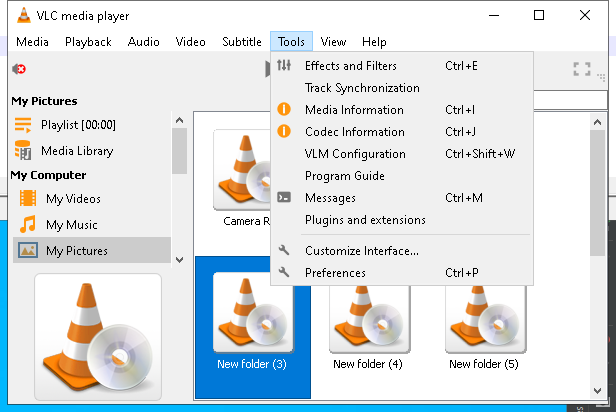 VLC media player
Media Playback Audio Video Subtitle Tools View Help
My Pictures
Playlist [00:00]
Media Library
My Computer
My Videos
My Music
My Pictures
Effects and Filters Ctrl+E
Track Synchronization
Media Information Ctrl+I
Codec Information Ctrl+J
VLM Configuration Ctrl+Shift+W
Program Guide
Messages Ctrl+M
Plugins and extensions
Customize Interface...
Preferences Ctrl+P
Camera R
New folder (3) New folder (4) New folder (5)